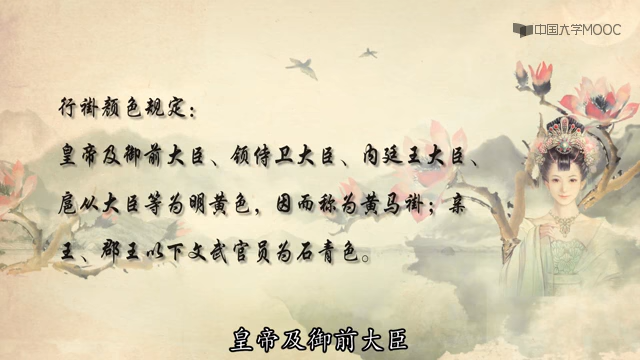 中国大学MOOC
行褂颜色规定：
皇帝及御前大臣、领侍卫大臣、内廷王大臣、
扈从大臣等为明黄色，因而称为黄马褂；亲
王、郡王以下文武官员为石青色。
皇帝及御前大臣